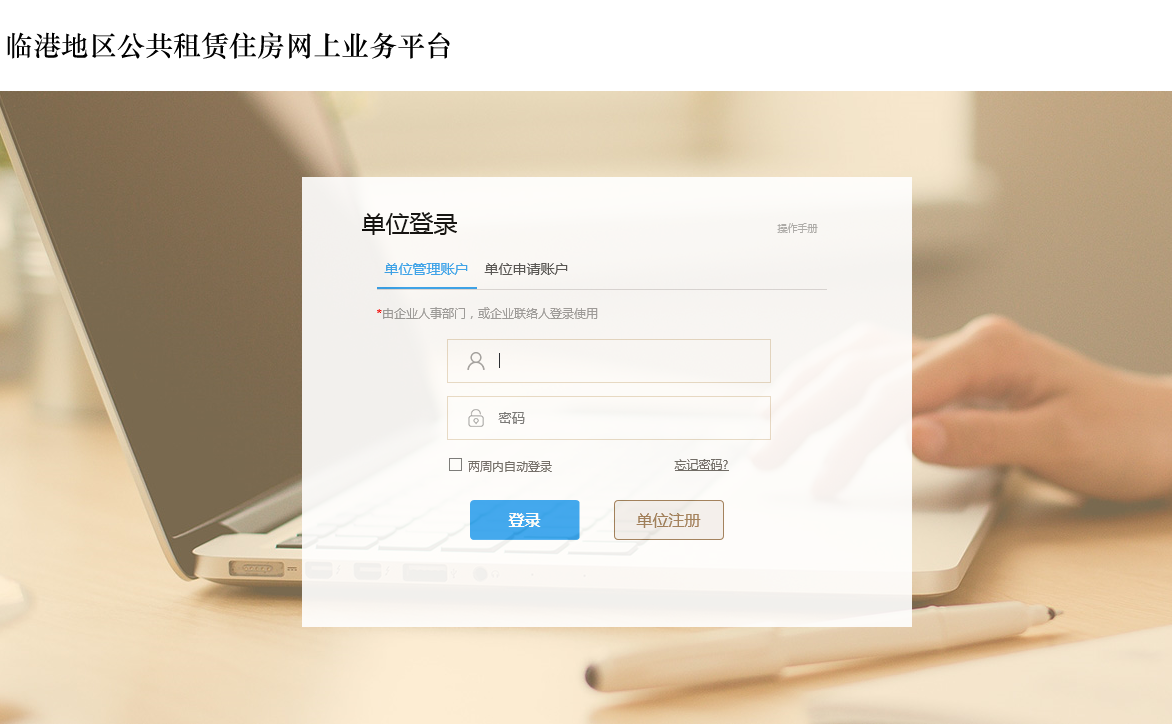 临港地区公共租赁住房网上业务平台
单位登录
操作手册
单位管理账户 单位申请账户
*由企业人事部门，或企业联络人登录使用
密码
两周内自动登录 忘记密码?
登录 单位注册